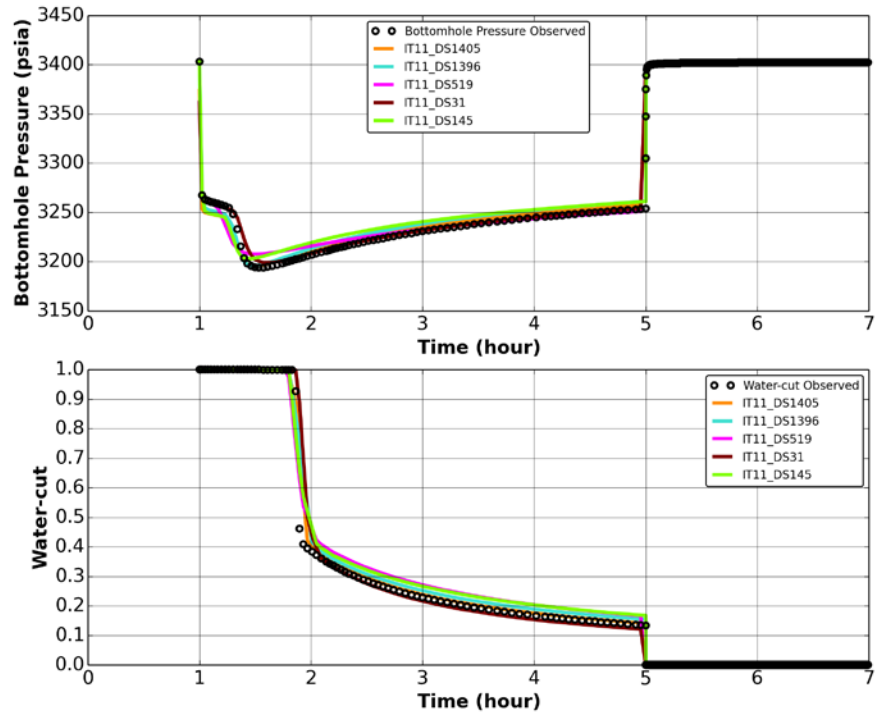 Bottomhole Pressure (psia)
3450
3400
3350
3300
3250
3200
3150
Bottomhole Pressure Observed
IT11_DS1405
IT11_DS1396
IT11_DS519
IT11_DS31
IT11_DS145
0 1 2 3 4 5 6 7
Time (hour)
Water-cut
1.0
0.9
0.8
0.7
0.6
0.5
0.4
0.3
0.2
0.1
0.0
Water-cut Observed
IT11_DS1405
IT11_DS1396
IT11_DS519
IT11_DS31
IT11_DS145
0 1 2 3 4 5 6 7
Time (hour)